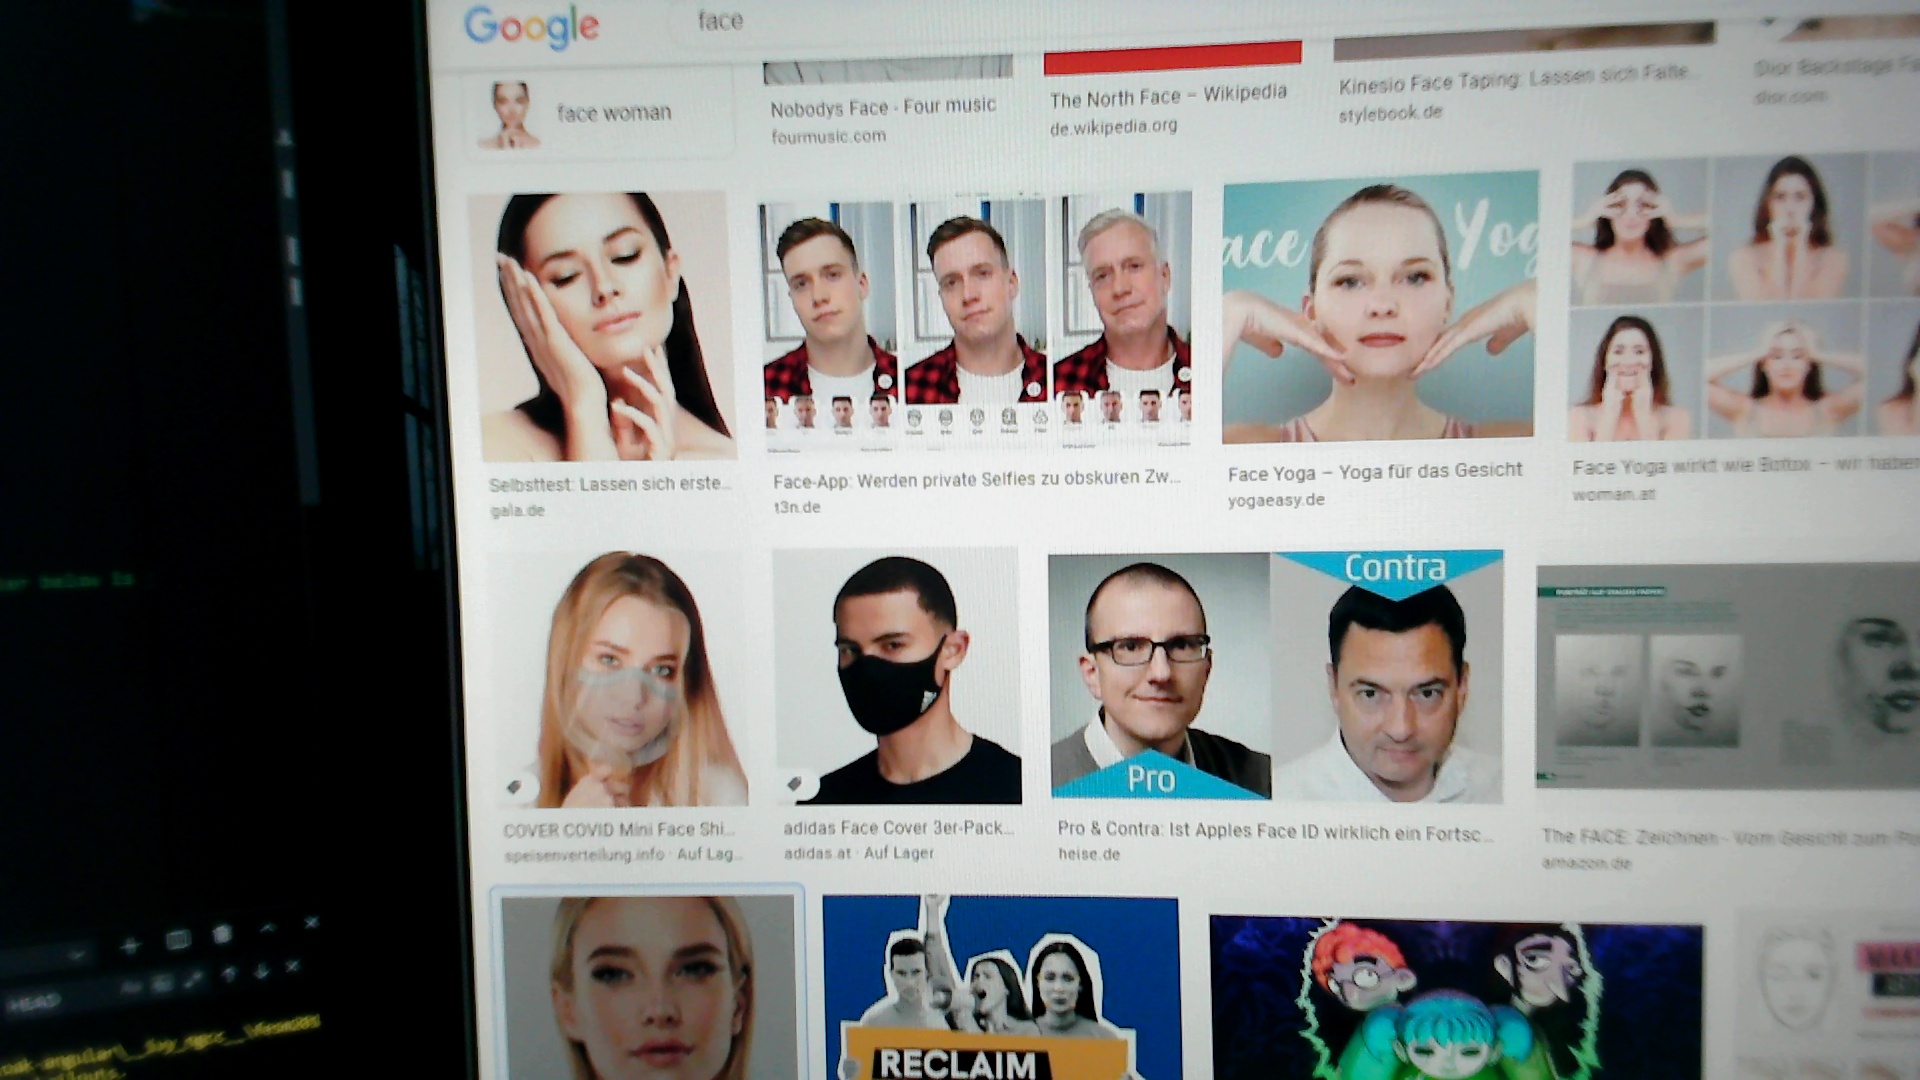 Google
face
face woman
Nobodys Face - Four music
fourmusic.com
The North Face – Wikipedia
de.wikipedia.org
Kinesio Face Taping: Lassen sich Falte...
stylebook.de
Dior Backstage Fa
dior.com
ace Yog
Selbsttest: Lassen sich erste...
gala.de
Face-App: Werden private Selfies zu obskuren Zw...
t3n.de
Face Yoga – Yoga für das Gesicht
yogaeasy.de
Face Yoga wirkt wie Botox – wir haben
woman.at
Contra
Pro
COVER COVID Mini Face Shi...
speisenverteilung.info · Auf Lag...
adidas Face Cover 3er-Pack...
adidas.at · Auf Lager
Pro & Contra: Ist Apples Face ID wirklich ein Fortsc...
heise.de
The FACE: Zeichnen - Vom Gesicht zum
amazon.de
RECLAIM
HEAD